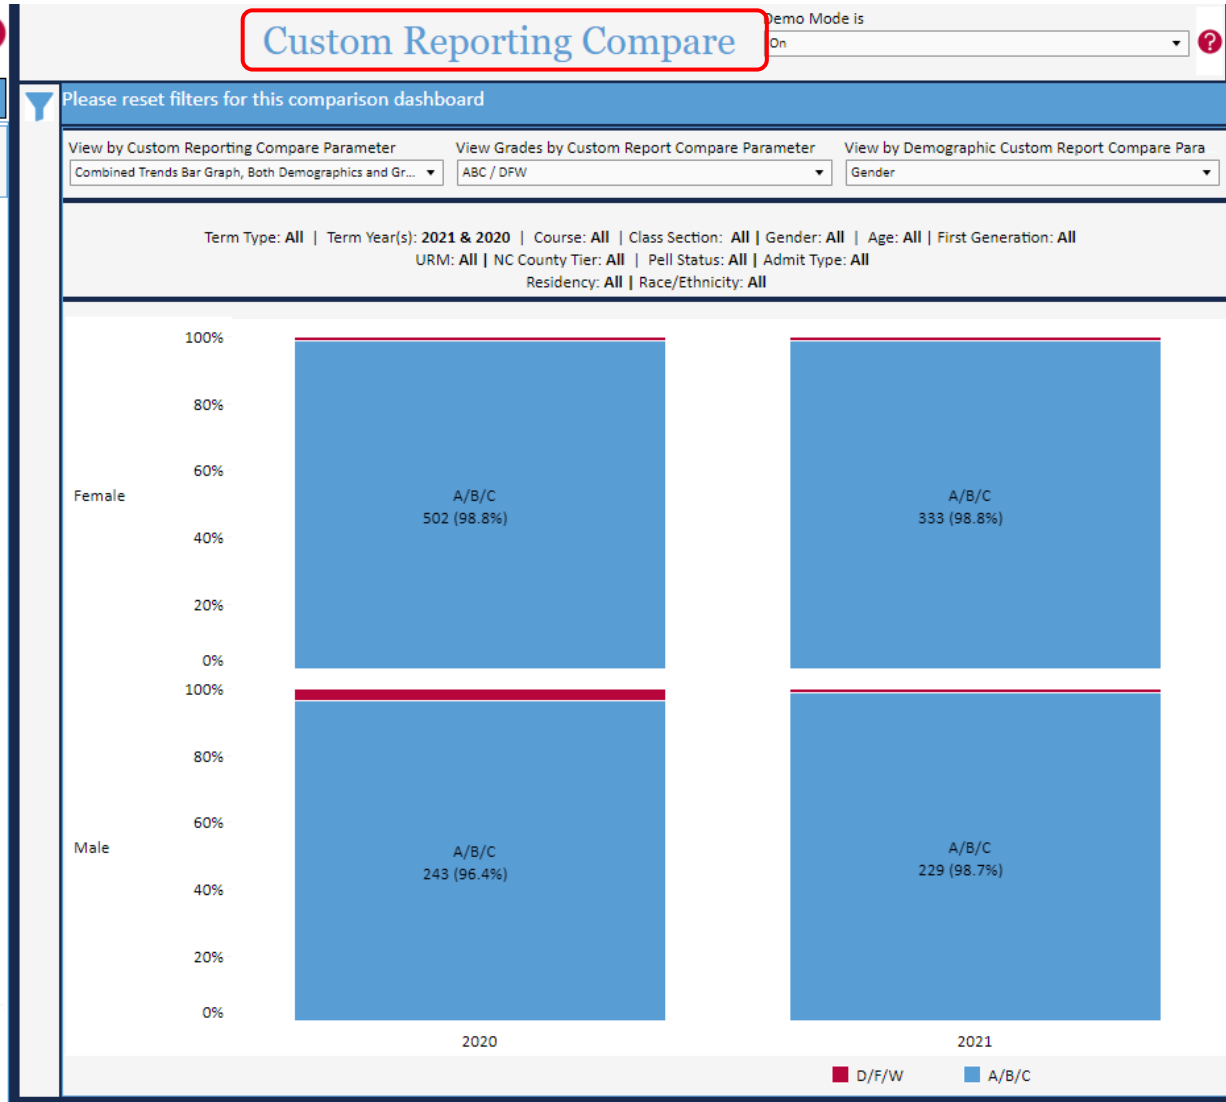 Custom Reporting Compare
Demo Mode is
On
?
Please reset filters for this comparison dashboard
View by Custom Reporting Compare Parameter
View Grades by Custom Report Compare Parameter
View by Demographic Custom Report Compare Para
Combined Trends Bar Graph, Both Demographics and Gr...
ABC / DFW
Gender
Term Type: All | Term Year(s): 2021 & 2020 | Course: All | Class Section: All | Gender: All | Age: All | First Generation: All
URM: All | NC County Tier: All | Pell Status: All | Admit Type: All
Residency: All | Race/Ethnicity: All
Female
100%
80%
60%
40%
20%
0%
A/B/C
502 (98.8%)
A/B/C
333 (98.8%)
Male
100%
80%
60%
40%
20%
0%
A/B/C
243 (96.4%)
A/B/C
229 (98.7%)
2020
2021
D/F/W
A/B/C